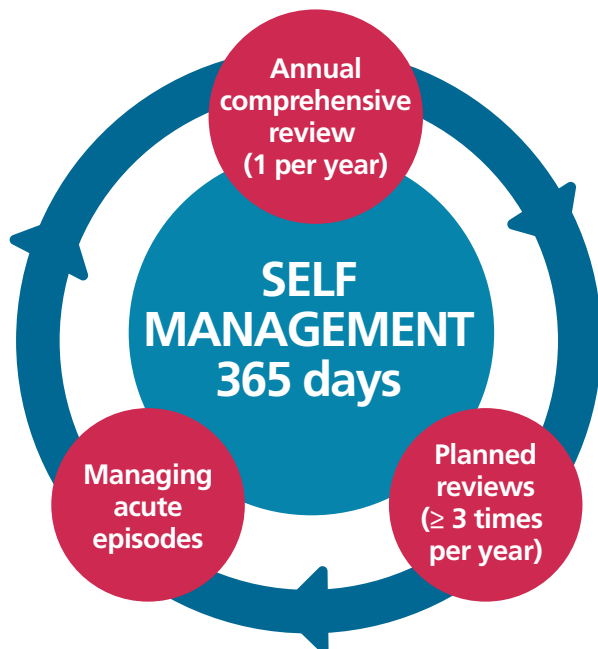 Annual
comprehensive
review
(1 per year)
SELF
MANAGEMENT
365 days
Managing
acute
episodes
Planned
reviews
(≥ 3 times
per year)